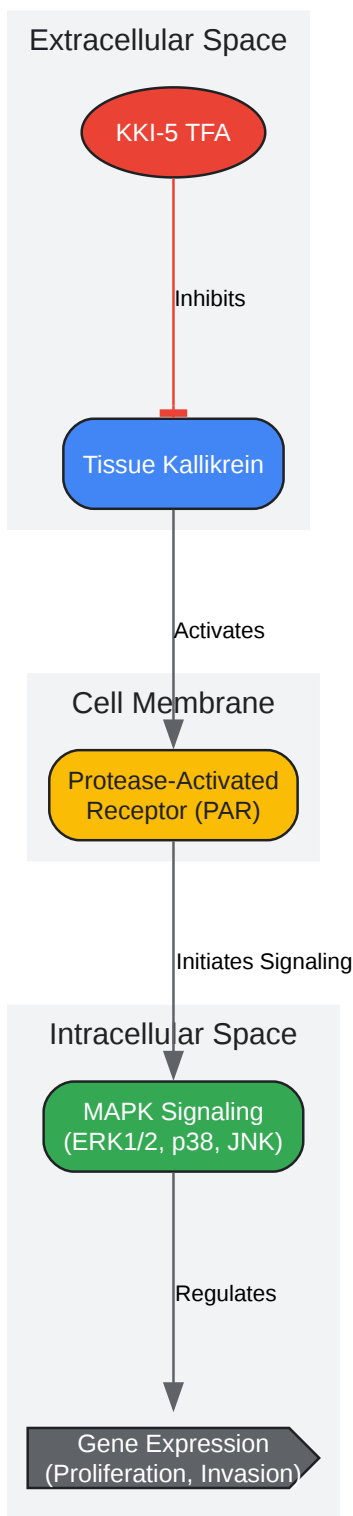 Extracellular Space
KKI-5 TFA
Inhibits
Tissue Kallikrein
Activates
Cell Membrane
Protease-Activated
Receptor (PAR)
Initiates Signaling
Intracellular Space
MAPK Signaling
(ERK1/2, p38, JNK)
Regulates
Gene Expression
(Proliferation, Invasion)